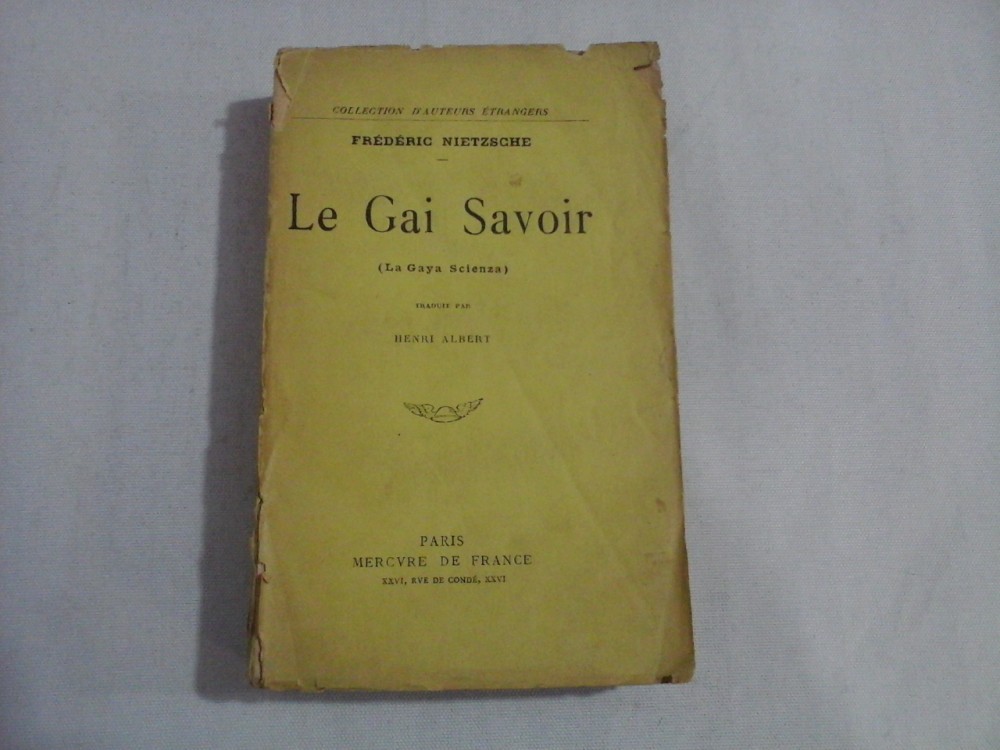 COLLECTION D'AUTEURS ÉTRANGERS
FRÉDÉRIC NIETZSCHE
Le Gai Savoir
(La Gaya Scienza)
TRADUIT PAR
HENRI ALBERT
PARIS
MERCVRE DE FRANCE
XXVI, RVE DE CONDÉ, XXVI